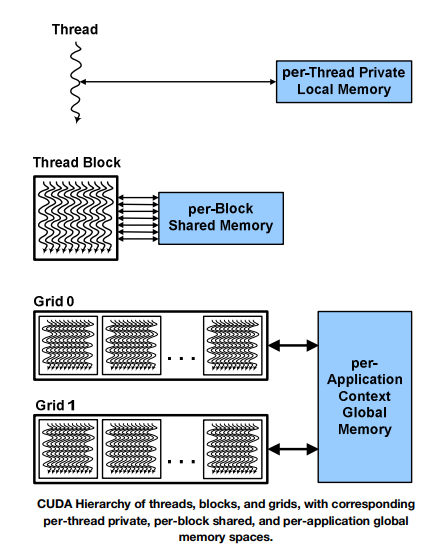 Thread
per-Thread Private
Local Memory
Thread Block
per-Block
Shared Memory
Grid 0
. . .
per-
Application
Context
Global
Memory
Grid 1
. . .
CUDA Hierarchy of threads, blocks, and grids, with corresponding
per-thread private, per-block shared, and per-application global
memory spaces.